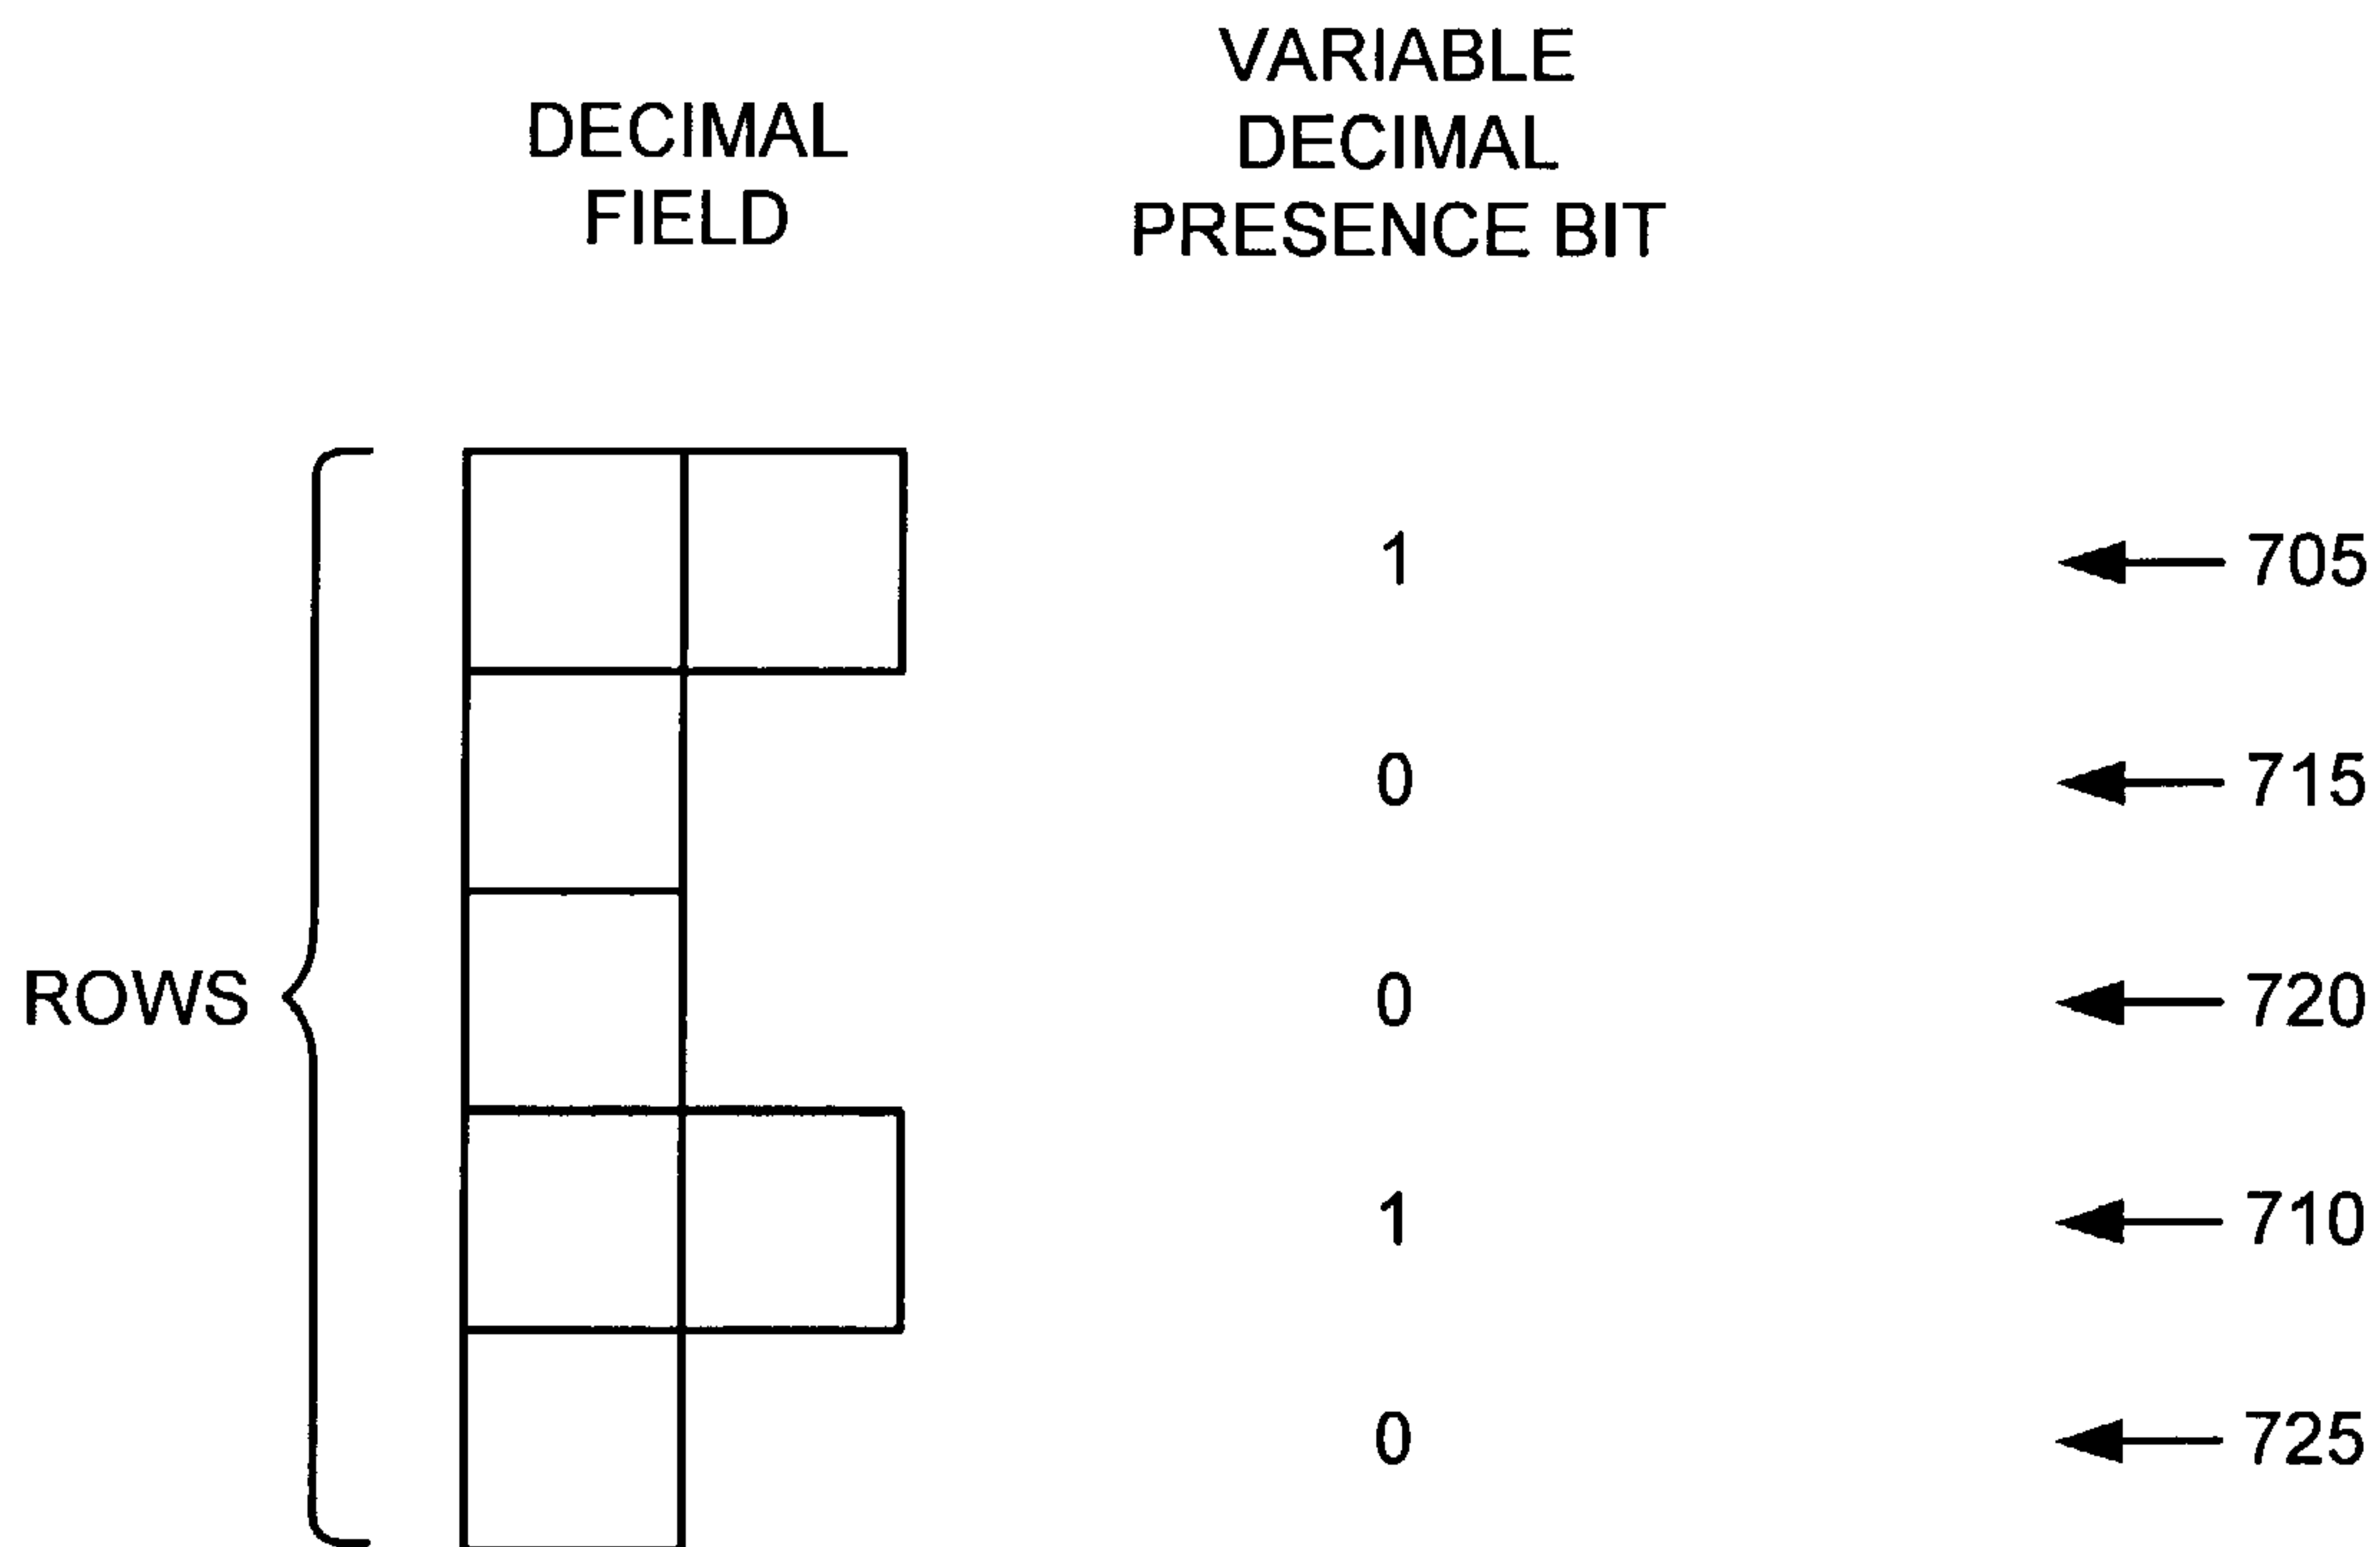 DECIMAL
FIELD
VARIABLE
DECIMAL
PRESENCE BIT
ROWS
1
705
0
715
0
720
1
710
0
725